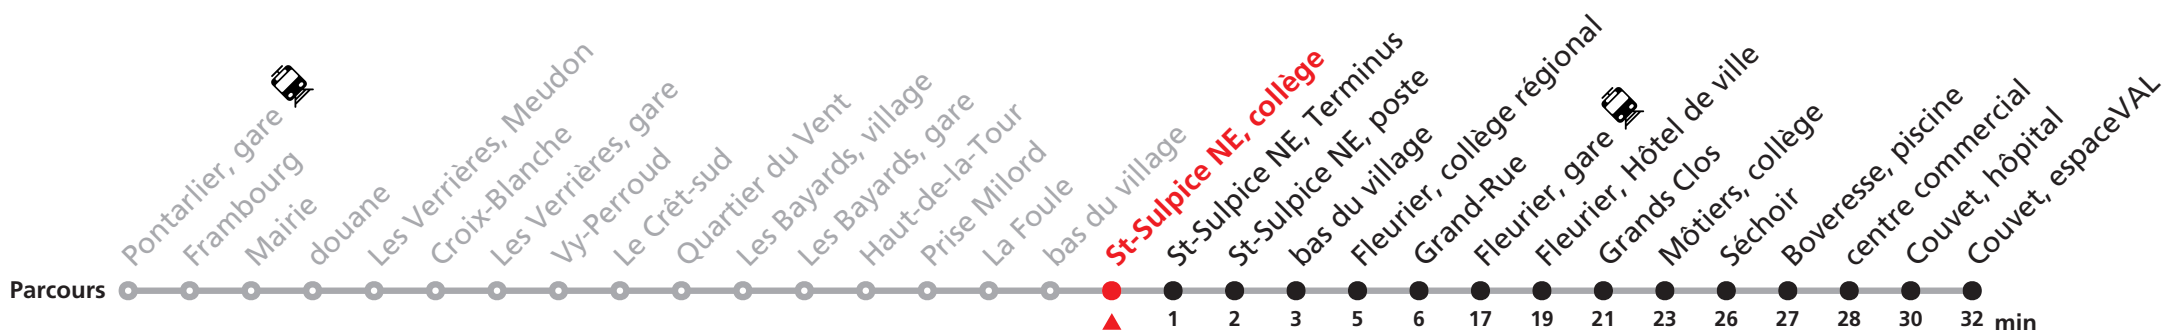 Pontarlier, gare
Frambourg
Mairie
douane
Les Verrières, Meudon
Croix-Blanche
Les Verrières, gare
Vy-Perroud
Le Crêt-sud
Quartier du Vent
Les Bayards, village
Les Bayards, gare
Haut-de-la-Tour
Prise Milord
La Foule
bas du village
St-Sulpice NE, collège
St-Sulpice NE, Terminus
St-Sulpice NE, poste
bas du village
Fleurier, collège régional
Grand-Rue
Fleurier, gare
Fleurier, Hôtel de ville
Grands Clos
Môtiers, collège
Séchoir
Boveresse, piscine
centre commercial
Couvet, hôpital
Couvet, espaceVAL
Parcours
1 2 3 5 6 17 19 21 23 26 27 28 30 32 min